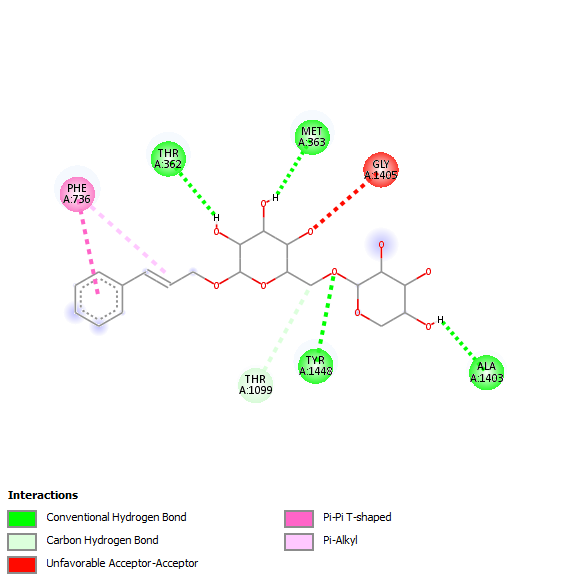 MET
A:363
THR
A:362
GLY
A:1405
PHE
A:736
H
H
O
O
O
O
O
O
O
O
O
O
H
O
TYR
A:1448
ALA
A:1403
THR
A:1099
Interactions
Conventional Hydrogen Bond
Carbon Hydrogen Bond
Unfavorable Acceptor-Acceptor
Pi-Pi T-shaped
Pi-Alkyl